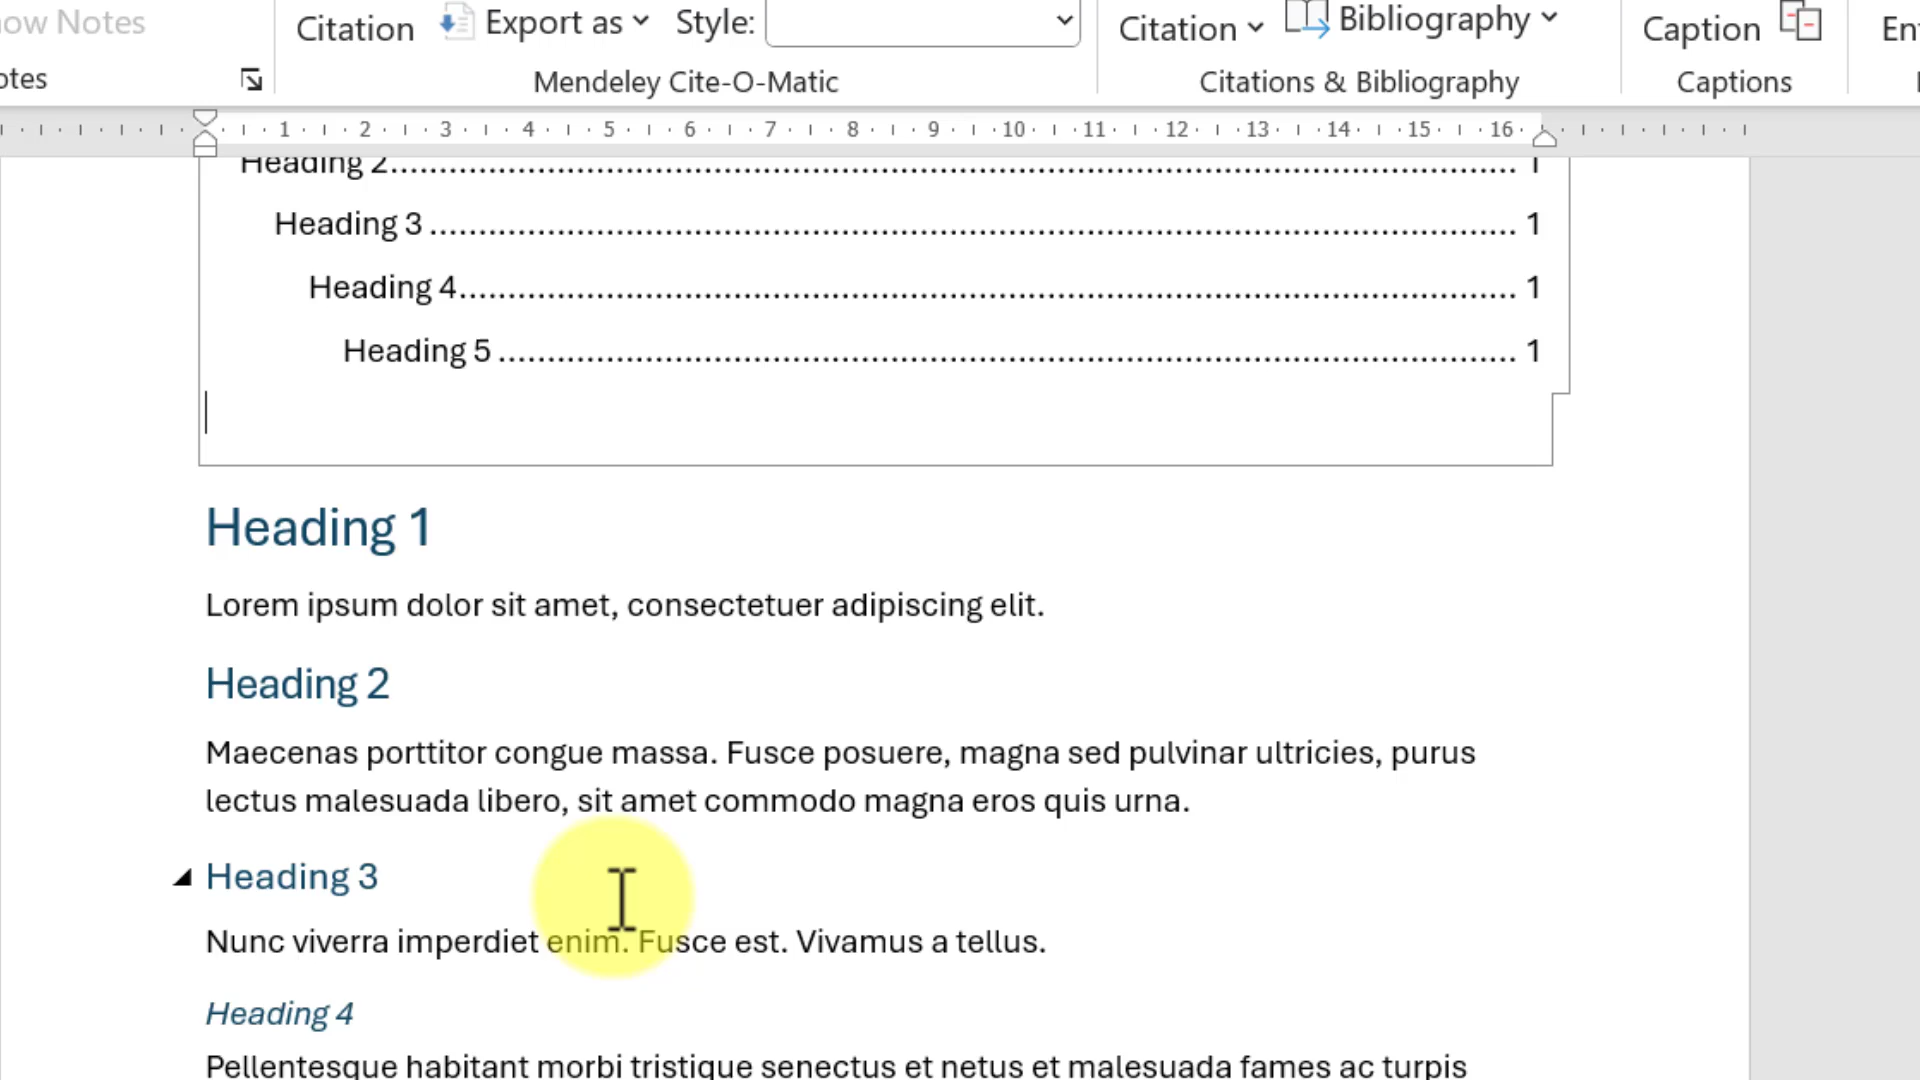 ow Notes
Citation Export as Style: Citation Bibliography Caption
otes Mendeley Cite-O-Matic Citations & Bibliography Captions
1 2 3 4 5 6 7 8 9 10 11 12 13 14 15 16
Heading 2 1
Heading 3 1
Heading 4 1
Heading 5 1
Heading 1
Lorem ipsum dolor sit amet, consectetuer adipiscing elit.
Heading 2
Maecenas porttitor congue massa. Fusce posuere, magna sed pulvinar ultricies, purus
lectus malesuada libero, sit amet commodo magna eros quis urna.
Heading 3
Nunc viverra imperdiet enim. Fusce est. Vivamus a tellus.
Heading 4
Pellentesque habitant morbi tristique senectus et netus et malesuada fames ac turpis